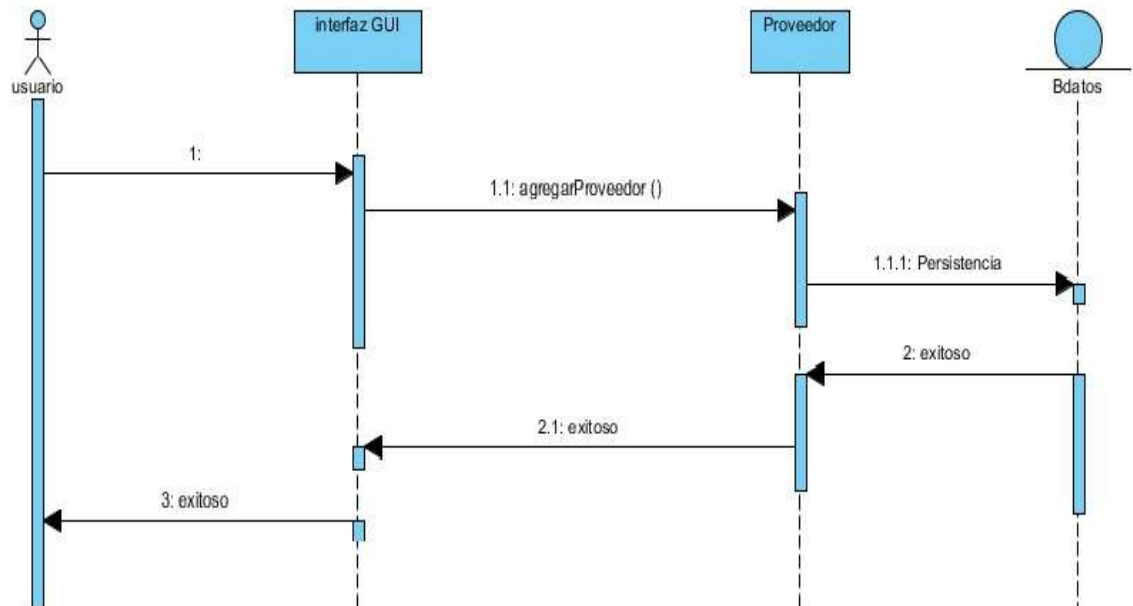 interfaz GUI
Proveedor
usuario
Bdatos
1:
1.1: agregarProveedor ()
1.1.1: Persistencia
2: exitoso
2.1: exitoso
3: exitoso